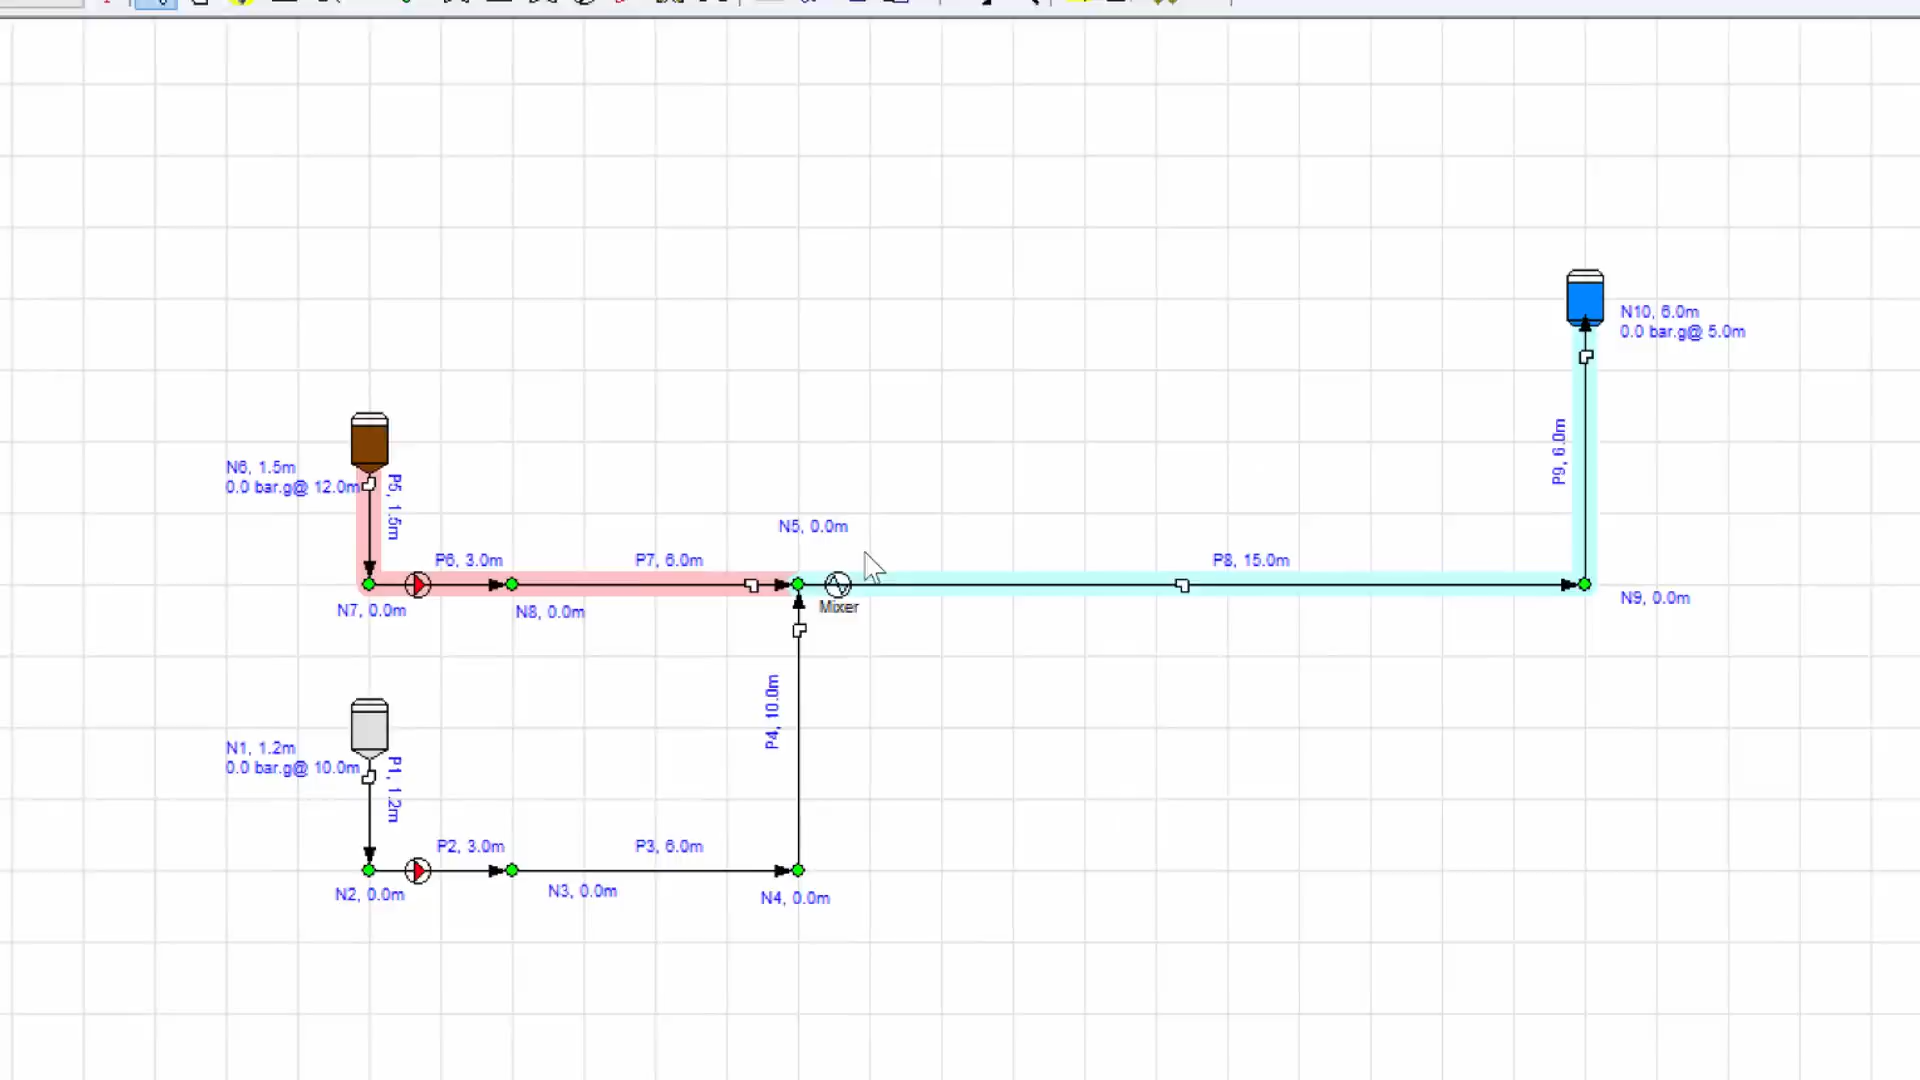 N10, 6.0m
0.0 bar.g@ 5.0m
P9, 6.0m
N6, 1.5m
0.0 bar.g@ 12.0m
P5, 1.5m
N5, 0.0m
P6, 3.0m
P7, 6.0m
P8, 15.0m
N7, 0.0m
N8, 0.0m
Mixer
N9, 0.0m
P4, 10.0m
N1, 1.2m
0.0 bar.g@ 10.0m
P1, 1.2m
P2, 3.0m
P3, 6.0m
N2, 0.0m
N3, 0.0m
N4, 0.0m